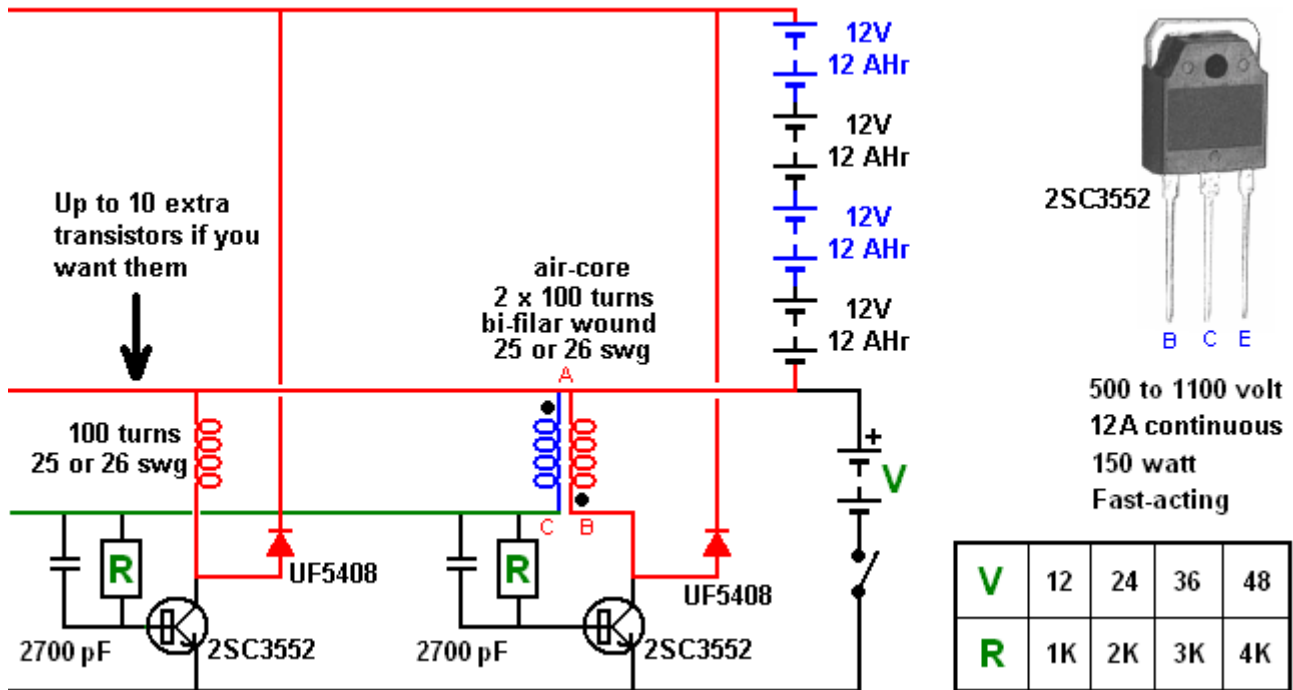 12V
12 AHr
12V
12 AHr
12V
12 AHr
12V
12 AHr
Up to 10 extra
transistors if you
want them
air-core
2 x 100 turns
bi-filar wound
25 or 26 swg
A
100 turns
25 or 26 swg
C
B
+
V
R
UF5408
2SC3552
2700 pF
R
UF5408
2SC3552
2700 pF
2SC3552
B C E
500 to 1100 volt
12A continuous
150 watt
Fast-acting
V 12 24 36 48
R 1K 2K 3K 4K